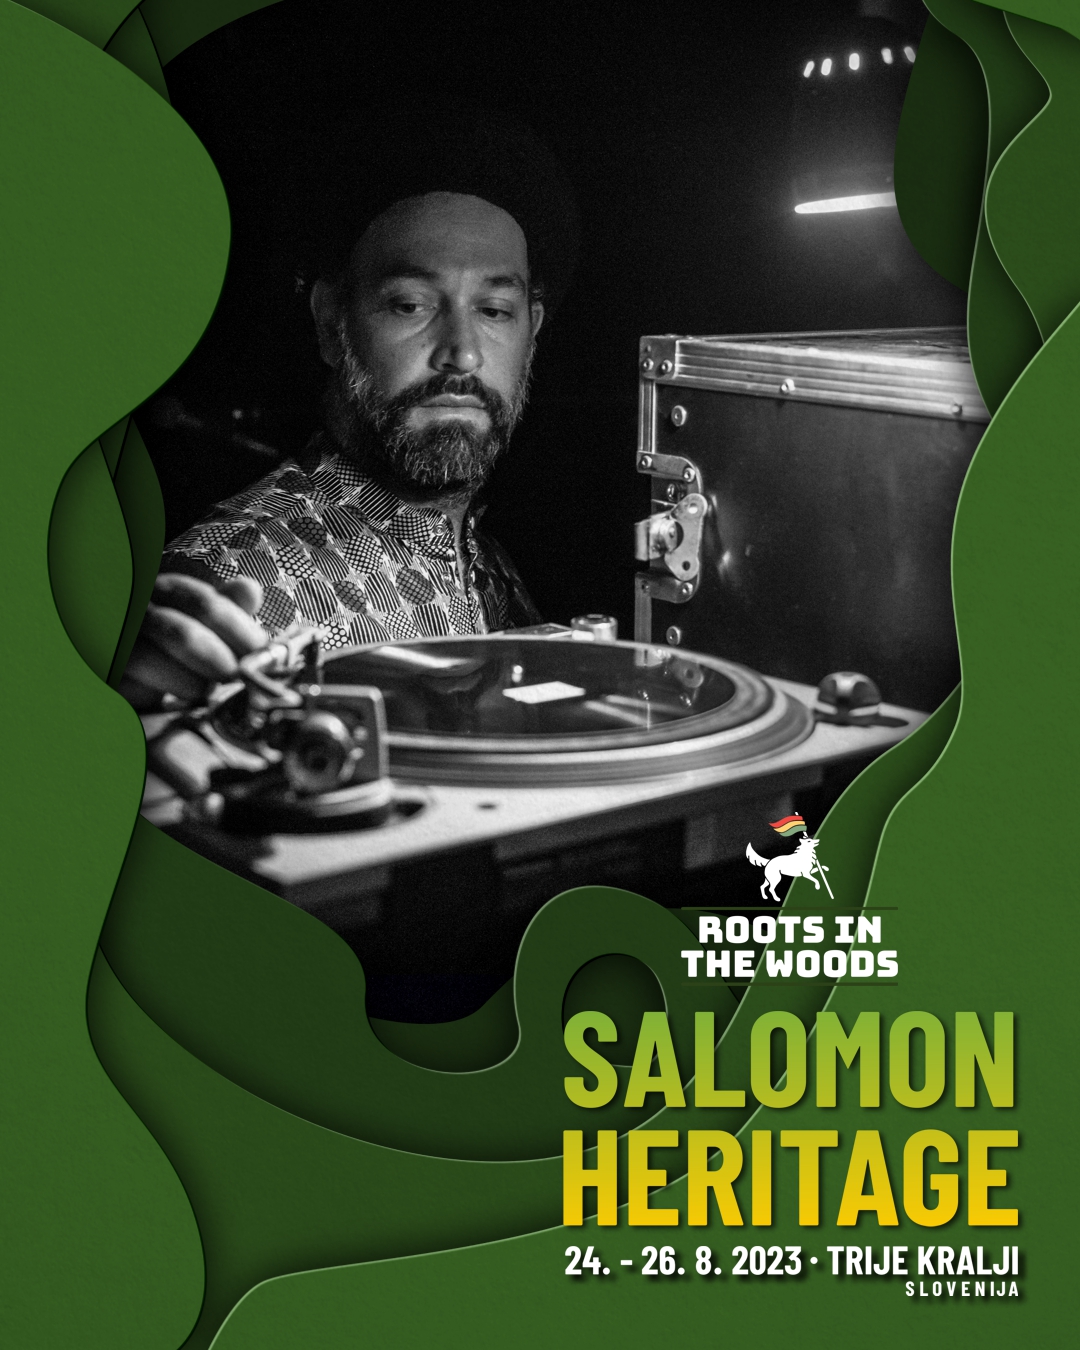 ROOTS IN
THE WOODS
SALOMON
HERITAGE
24. - 26. 8. 2023 · TRIJE KRALJI
SLOVENIJA